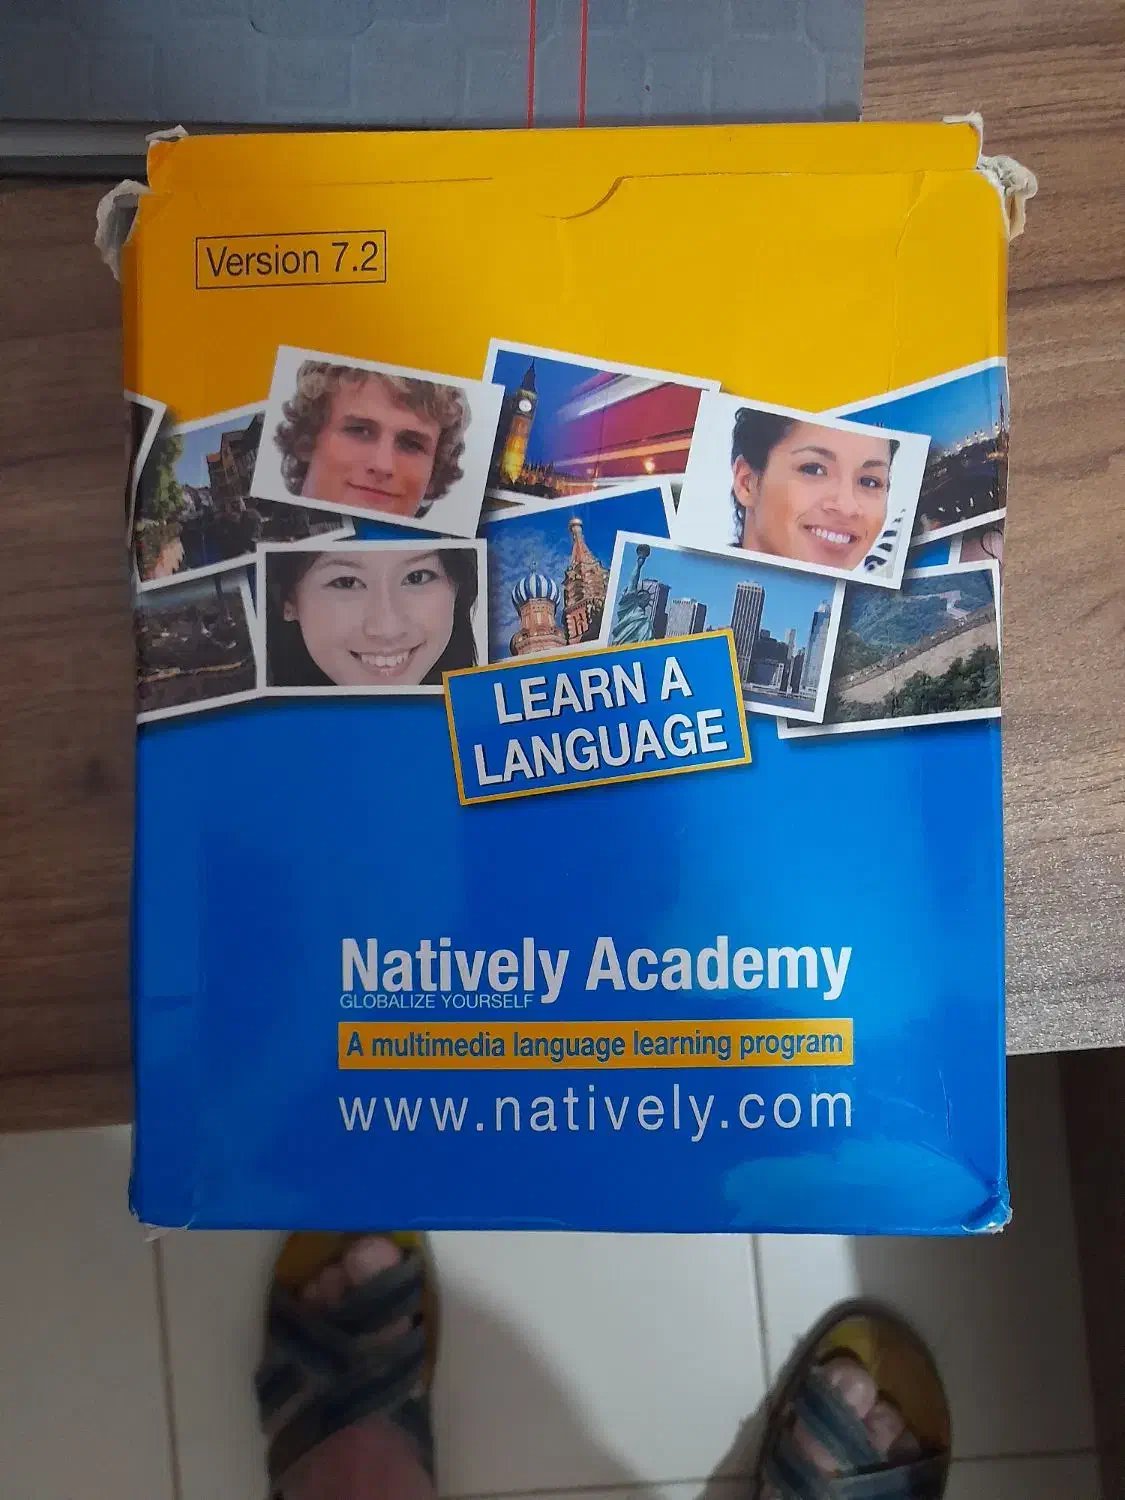 Version 7.2
LEARN A
LANGUAGE
Natively Academy
GLOBALIZE YOURSELF
A multimedia language learning program
www.natively.com